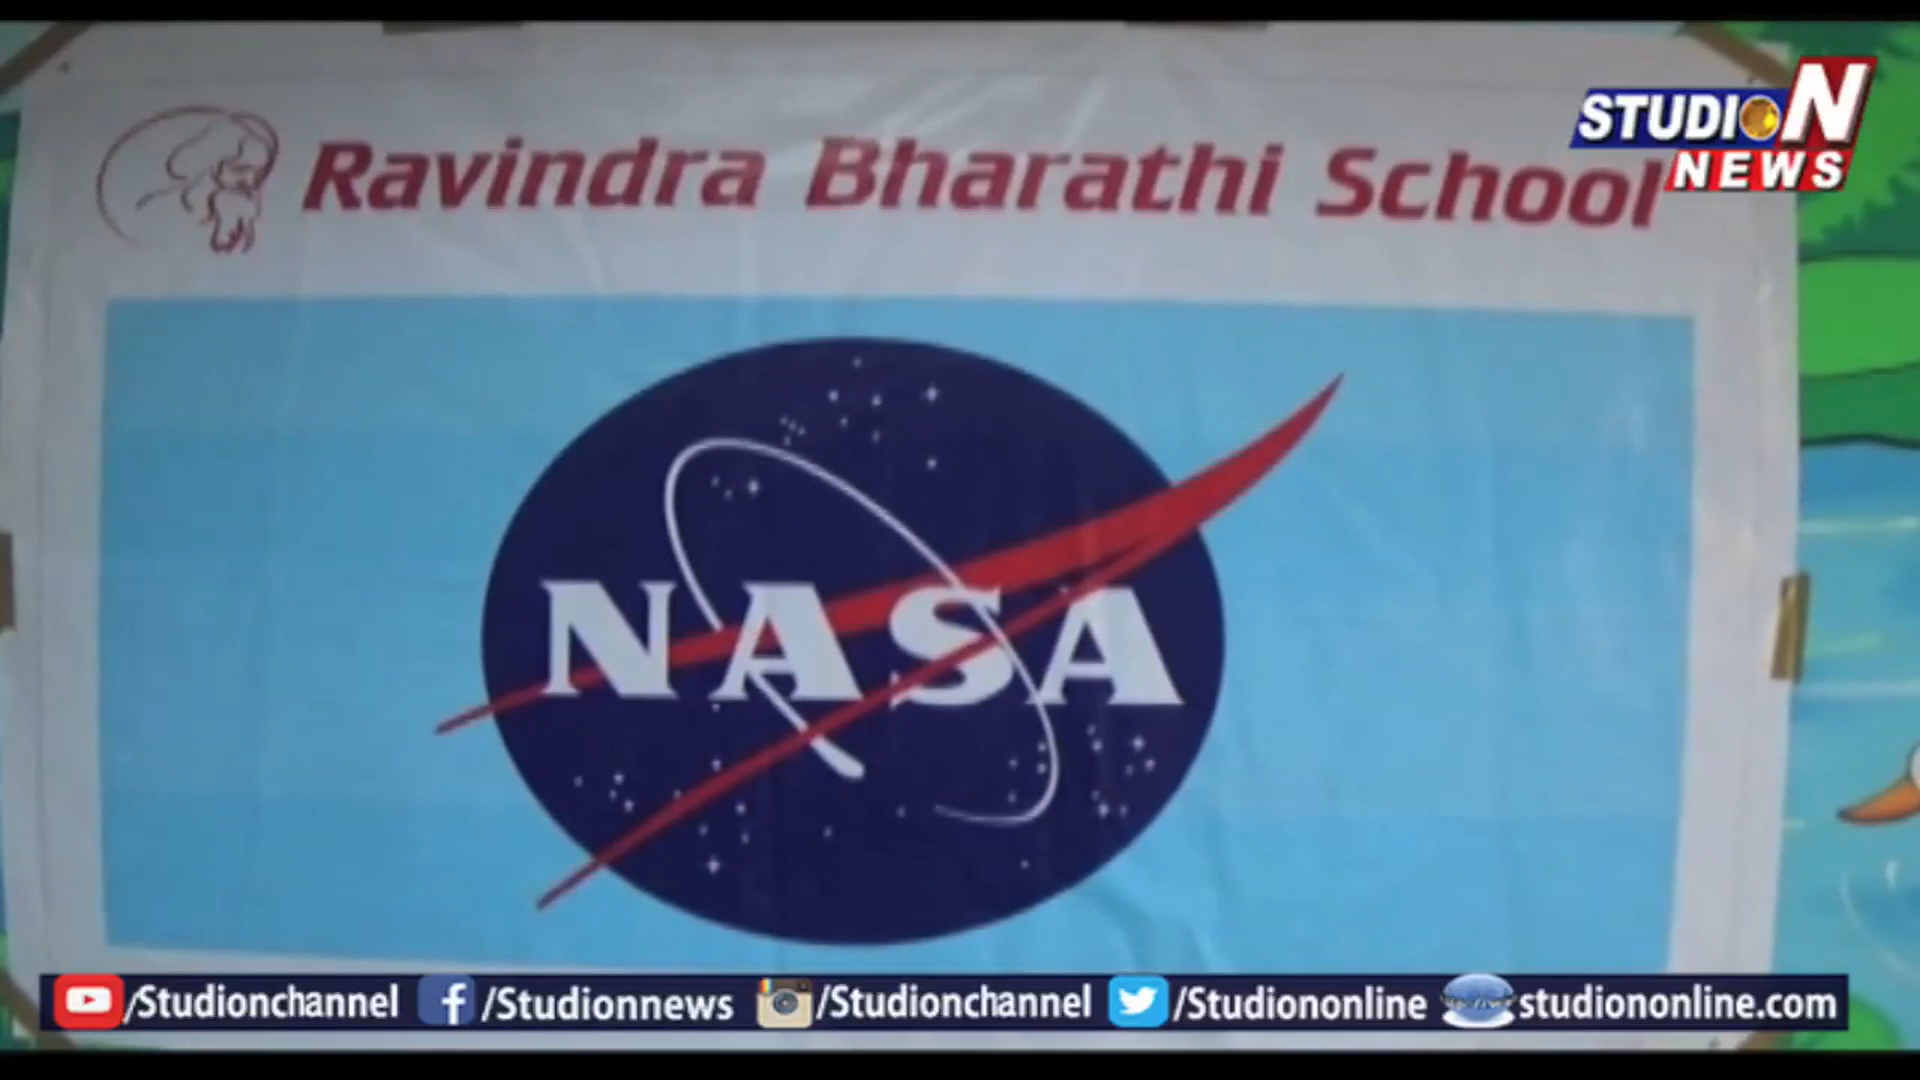 STUDIO N
NEWS
Ravindra Bharathi School
NASA
/Studionchannel /Studionnews /Studionchannel /Studiononline studiononline.com